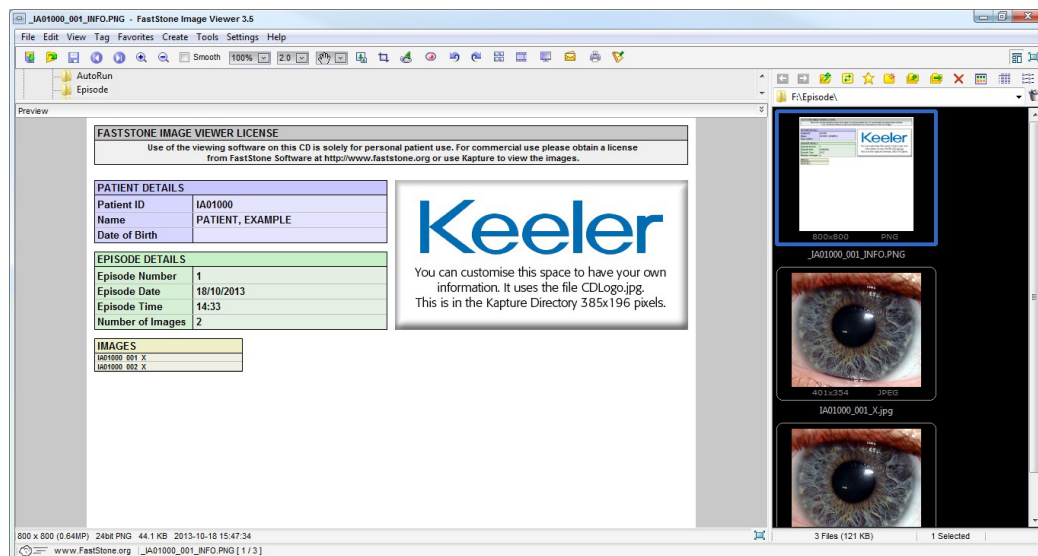 _IA01000_001_INFO.PNG - FastStone Image Viewer 3.5
File Edit View Tag Favorites Create Tools Settings Help
Smooth 100% 2.0
AutoRun
Episode
F:\Episode\
Preview
FASTSTONE IMAGE VIEWER LICENSE
Use of the viewing software on this CD is solely for personal patient use. For commercial use please obtain a license
from FastStone Software at http://www.faststone.org or use Kapture to view the images.
PATIENT DETAILS
Patient ID IA01000
Name PATIENT, EXAMPLE
Date of Birth
EPISODE DETAILS
Episode Number 1
Episode Date 18/10/2013
Episode Time 14:33
Number of Images 2
Keeler
You can customise this space to have your own
information. It uses the file CDLogo.jpg.
This is in the Kapture Directory 385x196 pixels.
IMAGES
IA01000_001_X
IA01000_002_X
Keeler
800x800 PNG
_IA01000_001_INFO.PNG
401x354 JPEG
IA01000_001_X.jpg
800 x 800 (0.64MP) 24bit PNG 44.1 KB 2013-10-18 15:47:34
3 Files (121 KB) 1 Selected
www.FastStone.org _IA01000_001_INFO.PNG [ 1 / 3 ]